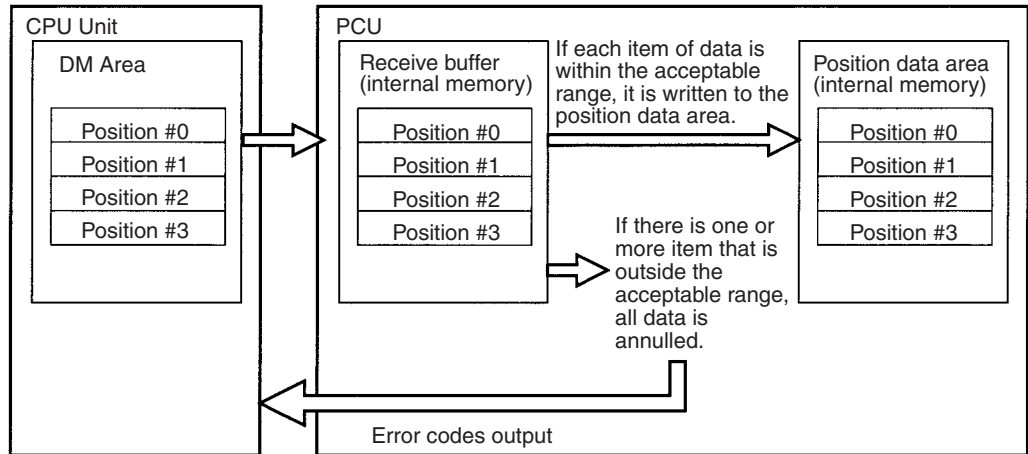 CPU Unit
DM Area
Position #0
Position #1
Position #2
Position #3
PCU
Receive buffer
(internal memory)
Position #0
Position #1
Position #2
Position #3
If each item of data is
within the acceptable
range, it is written to the
position data area.
If there is one or
more item that is
outside the
acceptable range,
all data is
annulled.
Position data area
(internal memory)
Position #0
Position #1
Position #2
Position #3
Error codes output